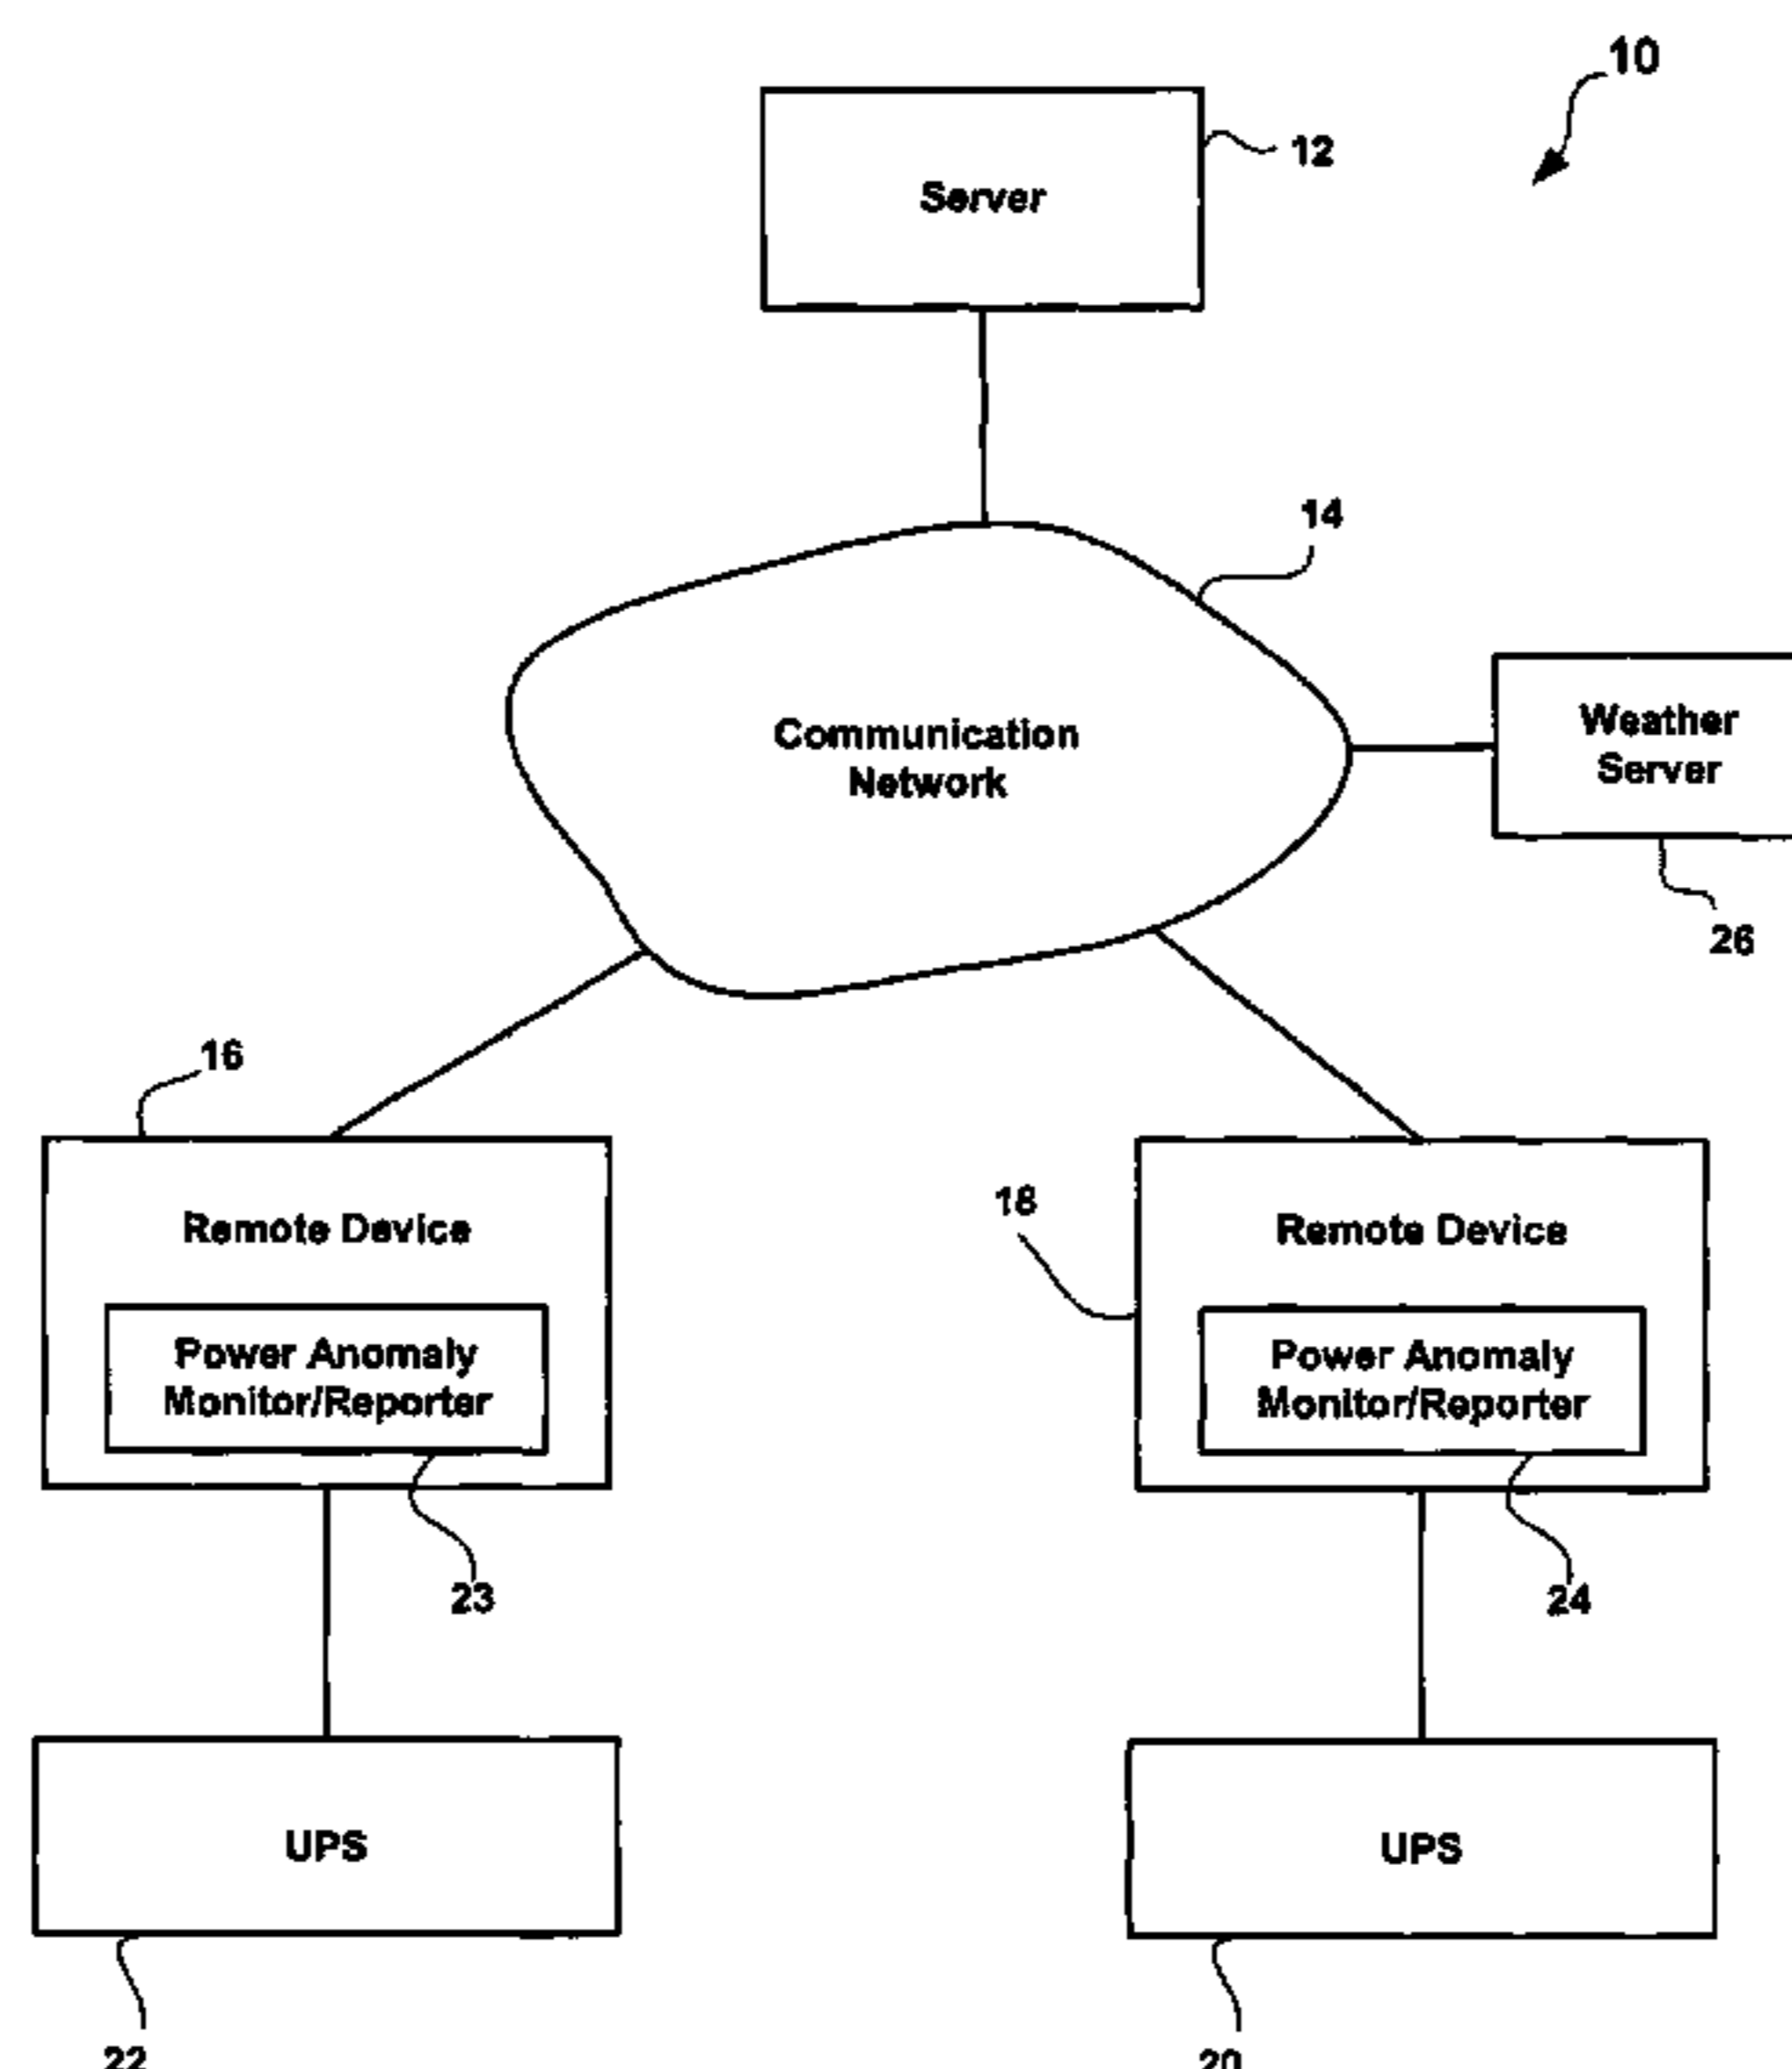 10
Server
12
14
Communication
Network
Weather
Server
26
16
Remote Device
Power Anomaly
Monitor/Reporter
23
18
Remote Device
Power Anomaly
Monitor/Reporter
24
UPS
22
UPS
20